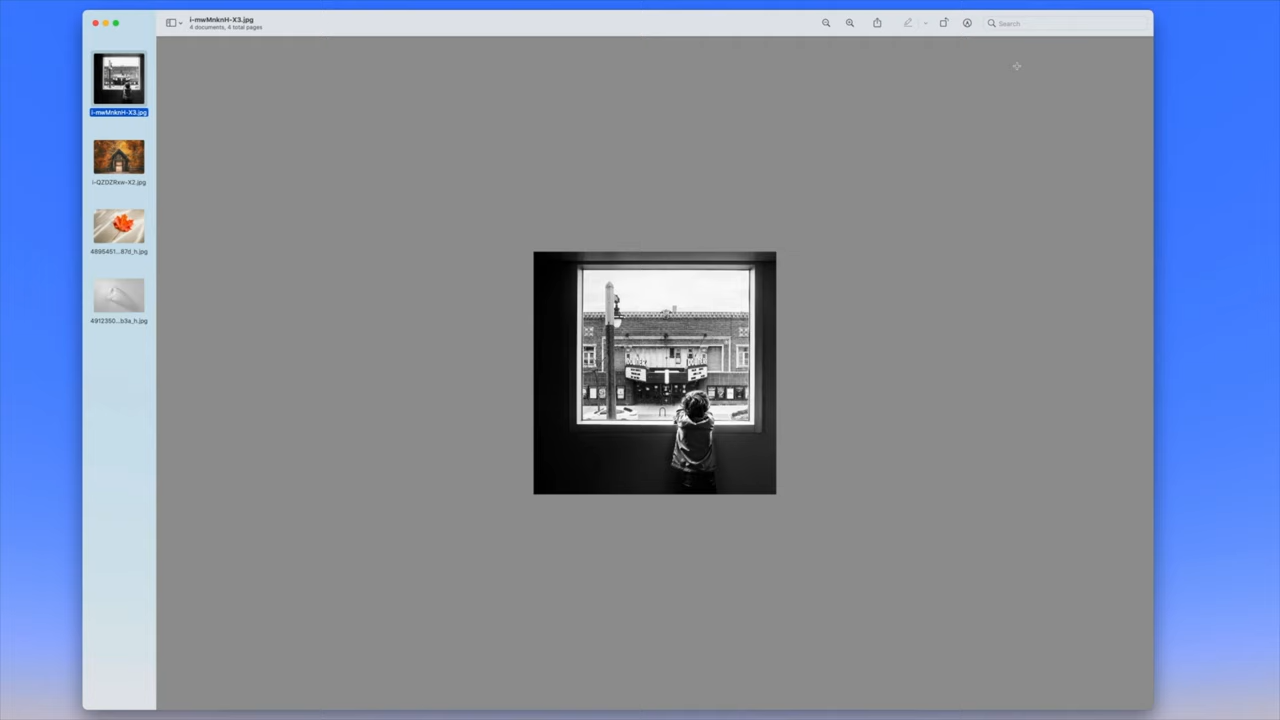 i-mwMnknH-X3.jpg
4 documents, 4 total pages
Search
i-mwMnknH-X3.jpg
i-QZDZRxw-X2.jpg
4895451...87d_h.jpg
4912350...b3a_h.jpg